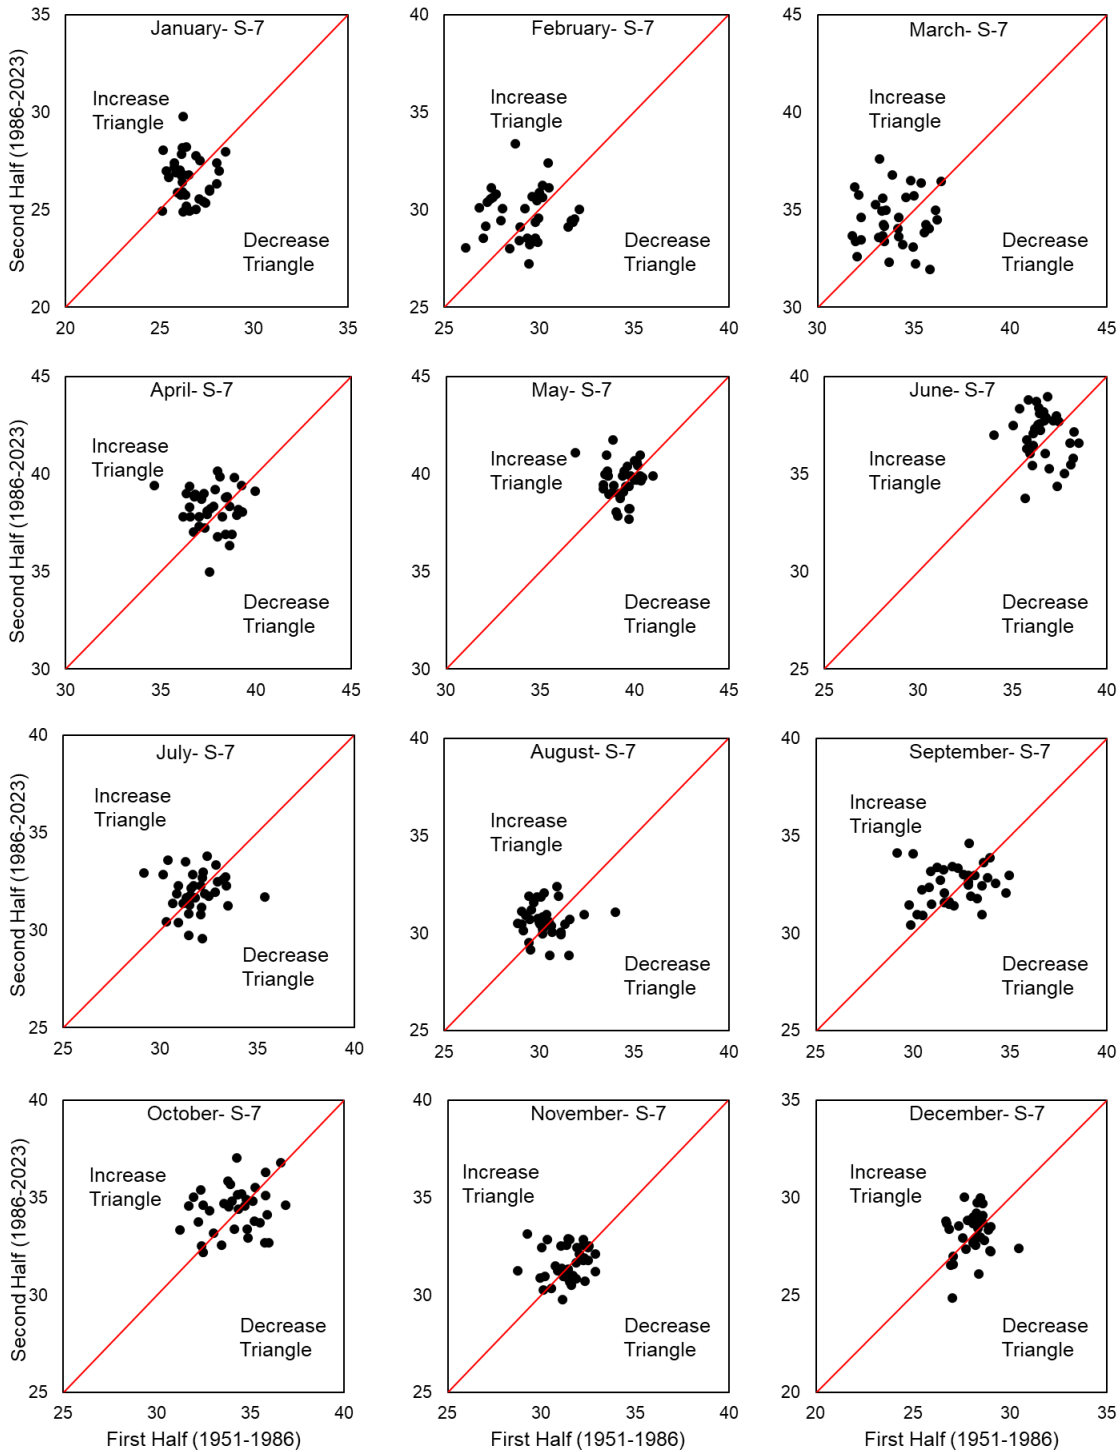 January- S-7
February- S-7
March- S-7
35
30
25
20
20
25
30
35
Second Half (1986-2023)
Increase
Triangle
Decrease
Triangle
40
35
30
25
25
30
35
40
Increase
Triangle
Decrease
Triangle
45
40
35
30
30
35
40
45
Increase
Triangle
Decrease
Triangle
April- S-7
May- S-7
June- S-7
45
40
35
30
30
35
40
45
Second Half (1986-2023)
Increase
Triangle
Decrease
Triangle
45
40
35
30
30
35
40
45
Increase
Triangle
Decrease
Triangle
40
35
30
25
25
30
35
40
Increase
Triangle
Decrease
Triangle
July- S-7
August- S-7
September- S-7
40
35
30
25
25
30
35
40
Second Half (1986-2023)
Increase
Triangle
Decrease
Triangle
40
35
30
25
25
30
35
40
Increase
Triangle
Decrease
Triangle
40
35
30
25
25
30
35
40
Increase
Triangle
Decrease
Triangle
October- S-7
November- S-7
December- S-7
40
35
30
25
25
30
35
40
Second Half (1986-2023)
Increase
Triangle
Decrease
Triangle
First Half (1951-1986)
40
35
30
25
25
30
35
40
Increase
Triangle
Decrease
Triangle
First Half (1951-1986)
35
30
25
20
20
25
30
35
Increase
Triangle
Decrease
Triangle
First Half (1951-1986)